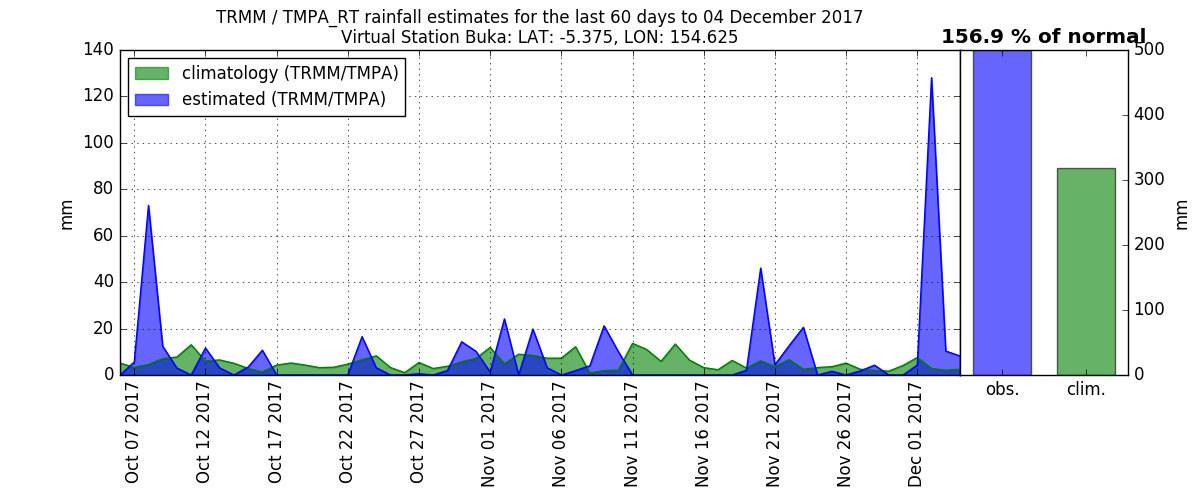 TRMM / TMPA_RT rainfall estimates for the last 60 days to 04 December 2017
Virtual Station Buka: LAT: -5.375, LON: 154.625
156.9 % of normal
climatology (TRMM/TMPA)
estimated (TRMM/TMPA)
mm
140
120
100
80
60
40
20
0
Oct 07 2017
Oct 12 2017
Oct 17 2017
Oct 22 2017
Oct 27 2017
Nov 01 2017
Nov 06 2017
Nov 11 2017
Nov 16 2017
Nov 21 2017
Nov 26 2017
Dec 01 2017
obs.
clim.
500
400
300
200
100
0
mm